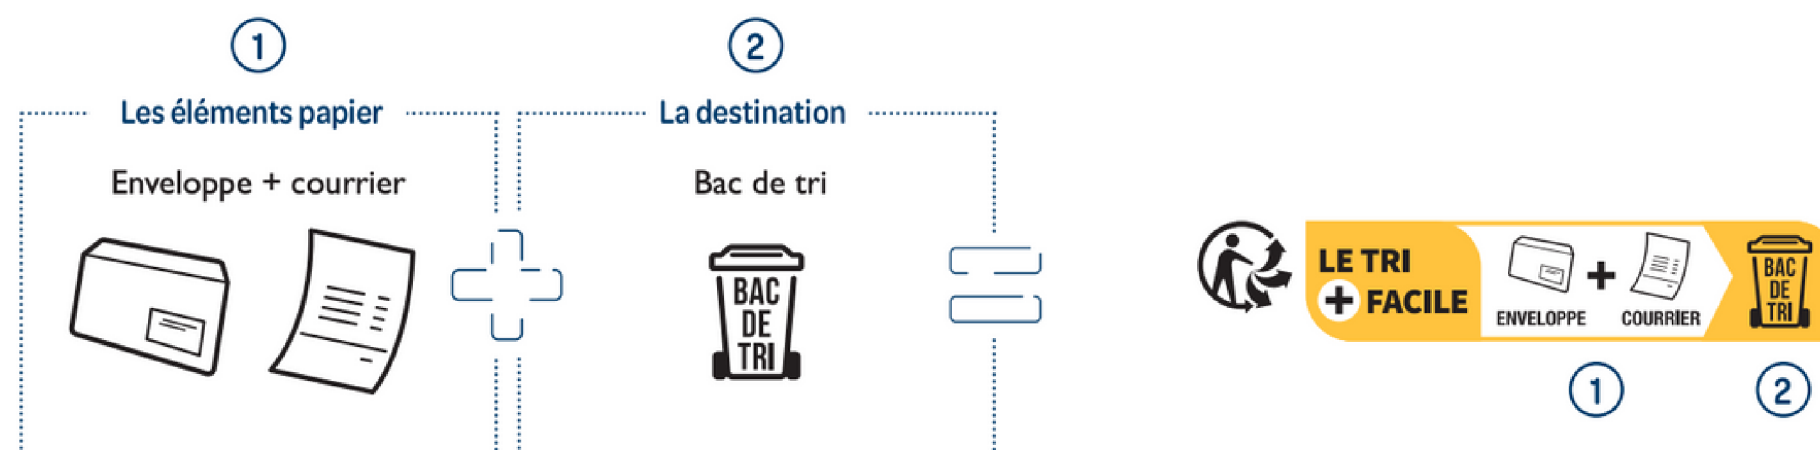 1
Les éléments papier
Enveloppe + courrier
2
La destination
Bac de tri
BAC
DE
TRI
LE TRI
+ FACILE
ENVELOPPE + COURRIER
BAC
DE
TRI
1
2